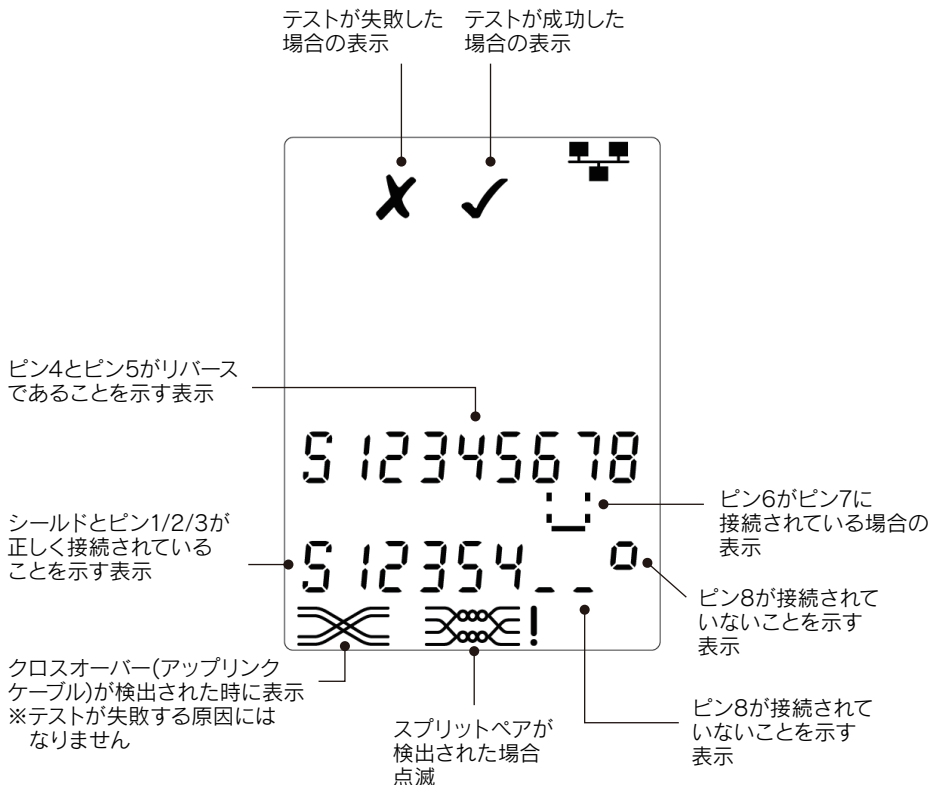 テストが失敗した
場合の表示
テストが成功した
場合の表示
ピン4とピン5がリバース
であることを示す表示
S12345678
ピン6がピン7に
接続されている場合の
表示
シールドとピン1/2/3が
正しく接続されている
ことを示す表示
S12354_ _o
ピン8が接続されて
いないことを示す
表示
!
クロスオーバー(アップリンク
ケーブル)が検出された時に表示
※テストが失敗する原因には
なりません
スプリットペアが
検出された場合
点滅
ピン8が接続されて
いないことを示す
表示